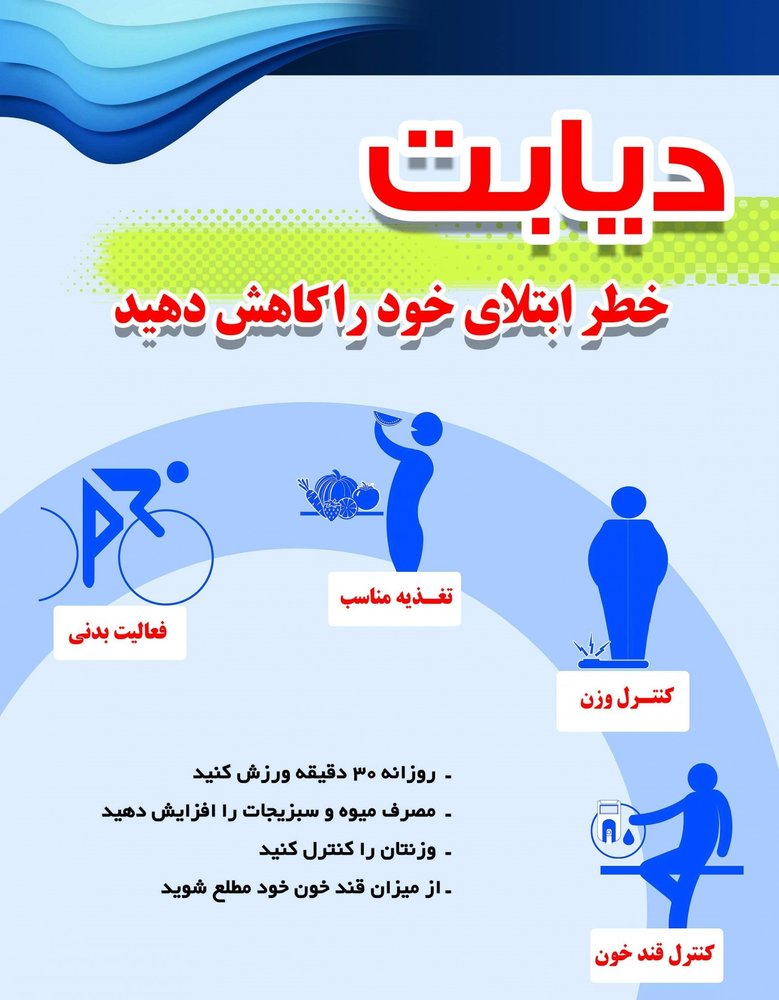 دیابت
خطر ابتلای خود را کاهش دهید
تغـذیه مناسب
فعالیت بدنی
کنتـرل وزن
- روزانه ۳۰ دقیقه ورزش کنید
- مصرف میوه و سبزیجات را افزایش دهید
- وزنتان را کنترل کنید
- از میزان قند خون خود مطلع شوید
کنترل قند خون